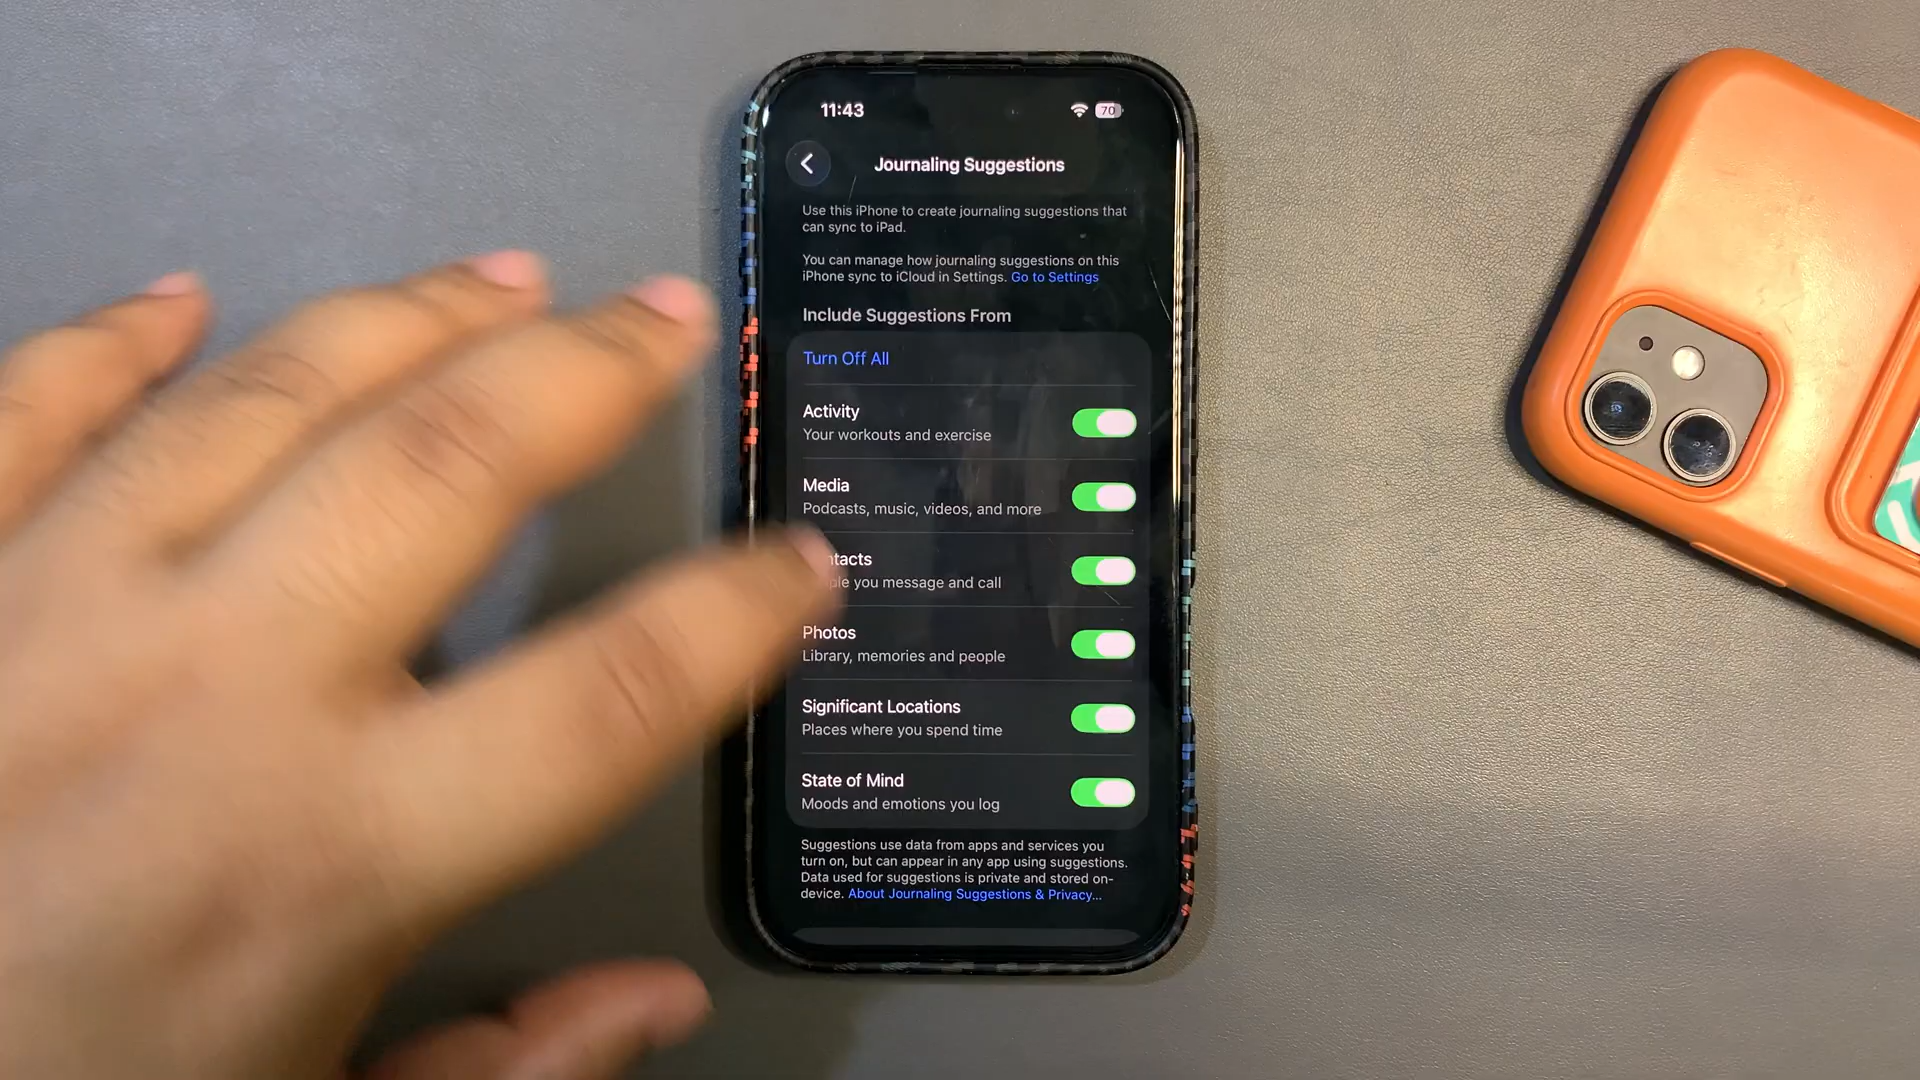 11:43
70
Journaling Suggestions
Use this iPhone to create journaling suggestions that
can sync to iPad.
You can manage how journaling suggestions on this
iPhone sync to iCloud in Settings. Go to Settings
Include Suggestions From
Turn Off All
Activity
Your workouts and exercise
Media
Podcasts, music, videos, and more
you message and call
Photos
Library, memories and people
Significant Locations
Places where you spend time
State of Mind
Moods and emotions you log
Suggestions use data from apps and services you
turn on, but can appear in any app using suggestions.
Data used for suggestions is private and stored on-
device. About Journaling Suggestions & Privacy...